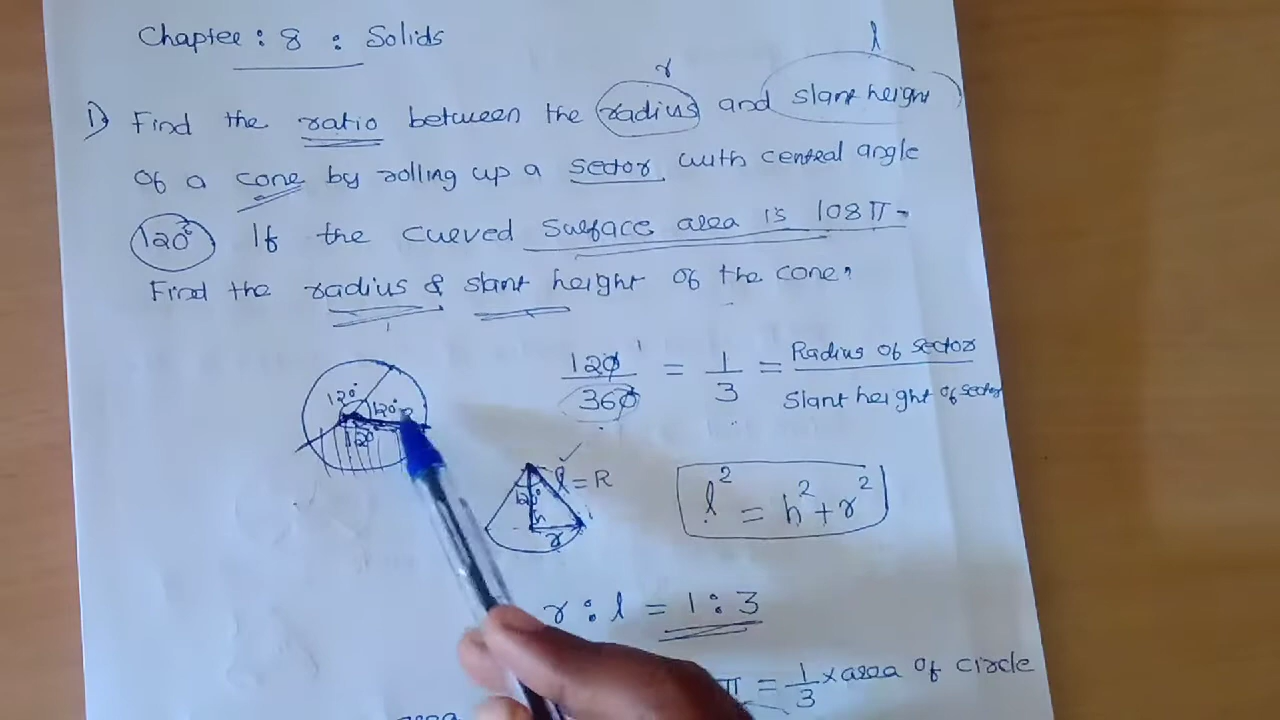 Chapter : 8 : Solids
l
r
1) Find the ratio between the radius and slant height
of a cone by rolling up a sector with central angle
120° If the curved surface area is 108π.
Find the radius & slant height of the cone?
120/360 = 1/3 = Radius of sector/Slant height of sector
1
120° 120° R
120°
l = R
120°
h
r
l² = h² + r²
r : l = 1 : 3
π = 1/3 × area of circle
area